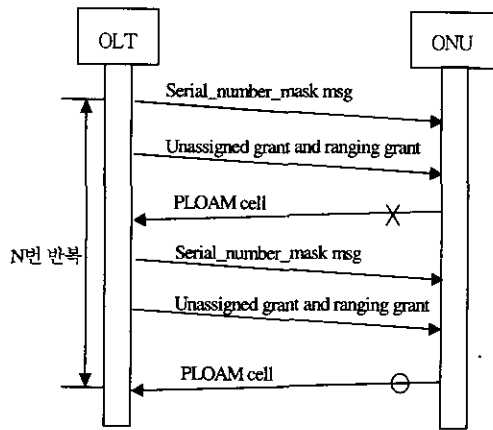 OLT
ONU
Serial_number_mask msg
Unassigned grant and ranging grant
PLOAM cell
N번 반복
Serial_number_mask msg
Unassigned grant and ranging grant
PLOAM cell